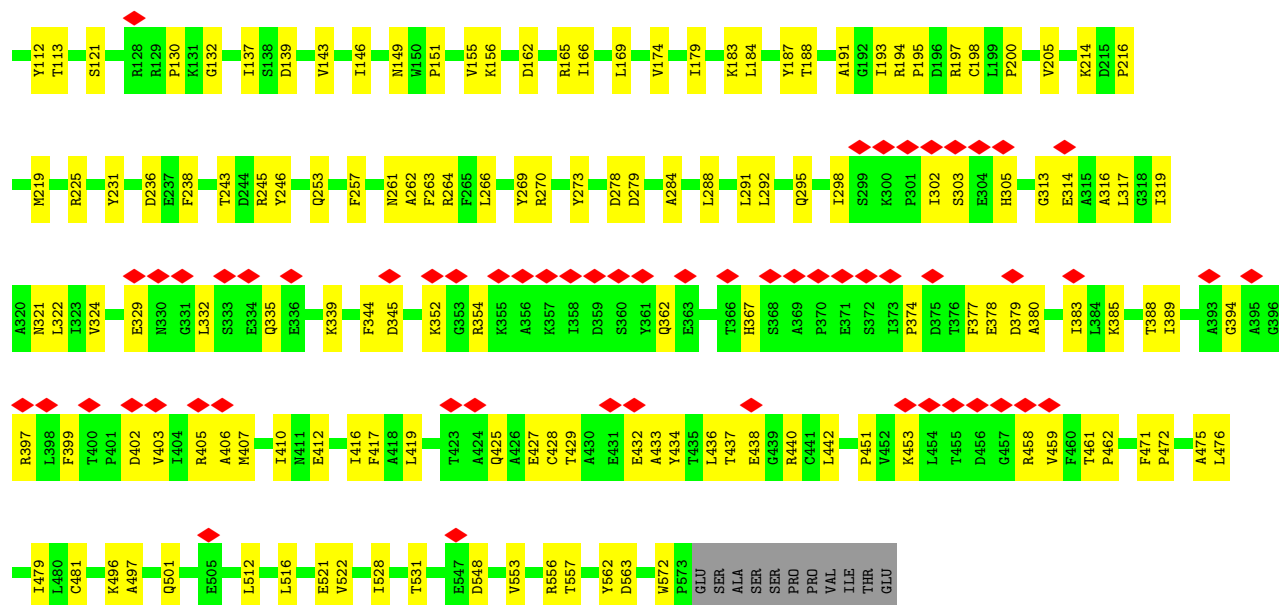 Y112 T113 S121 R128 R129 P130 K131 G132 I137 S138 D139 V143 I146 N149 W150 P151 V155 K156 D162 R165 I166 L169 V174 I179 K183 L184 Y187 T188 A191 G192 I193 R194 P195 D196 R197 C198 L199 P200 V205 K214 D215 P216
M219 R225 Y231 D236 E237 F238 T243 D244 R245 Y246 Q253 F257 N261 A262 F263 R264 F265 L266 Y269 R270 Y273 D278 D279 A284 L288 L291 L292 Q295 I298 S299 K300 P301 I302 S303 E304 H305 G313 E314 A315 A316 L317 G318 I319
A320 N321 L322 I323 V324 E329 N330 G331 L332 S333 E334 Q335 E336 K339 F344 D345 K352 G353 R354 K355 A356 K357 I358 D359 S360 Y361 Q362 E363 T366 H367 S368 A369 P370 E371 S372 I373 P374 D375 T376 F377 E378 D379 A380 I383 L384 K385 T388 I389 A393 G394 A395 G396
R397 L398 F399 T400 P401 D402 V403 I404 R405 A406 M407 I410 N411 E412 I416 F417 A418 L419 T423 A424 Q425 A426 E427 C428 T429 A430 E431 E432 A433 Y434 T435 L436 T437 E438 G439 R440 C441 L442 P451 V452 K453 L454 T455 D456 G457 R458 V459 F460 T461 P462 F471 P472 A475 L476
I479 L480 C481 K496 A497 Q501 E505 L512 L516 E521 V522 I528 T531 E547 D548 V553 R556 T557 Y562 D563 W572 P573 GLU SER ALA SER SER PRO PRO VAL ILE THR GLU